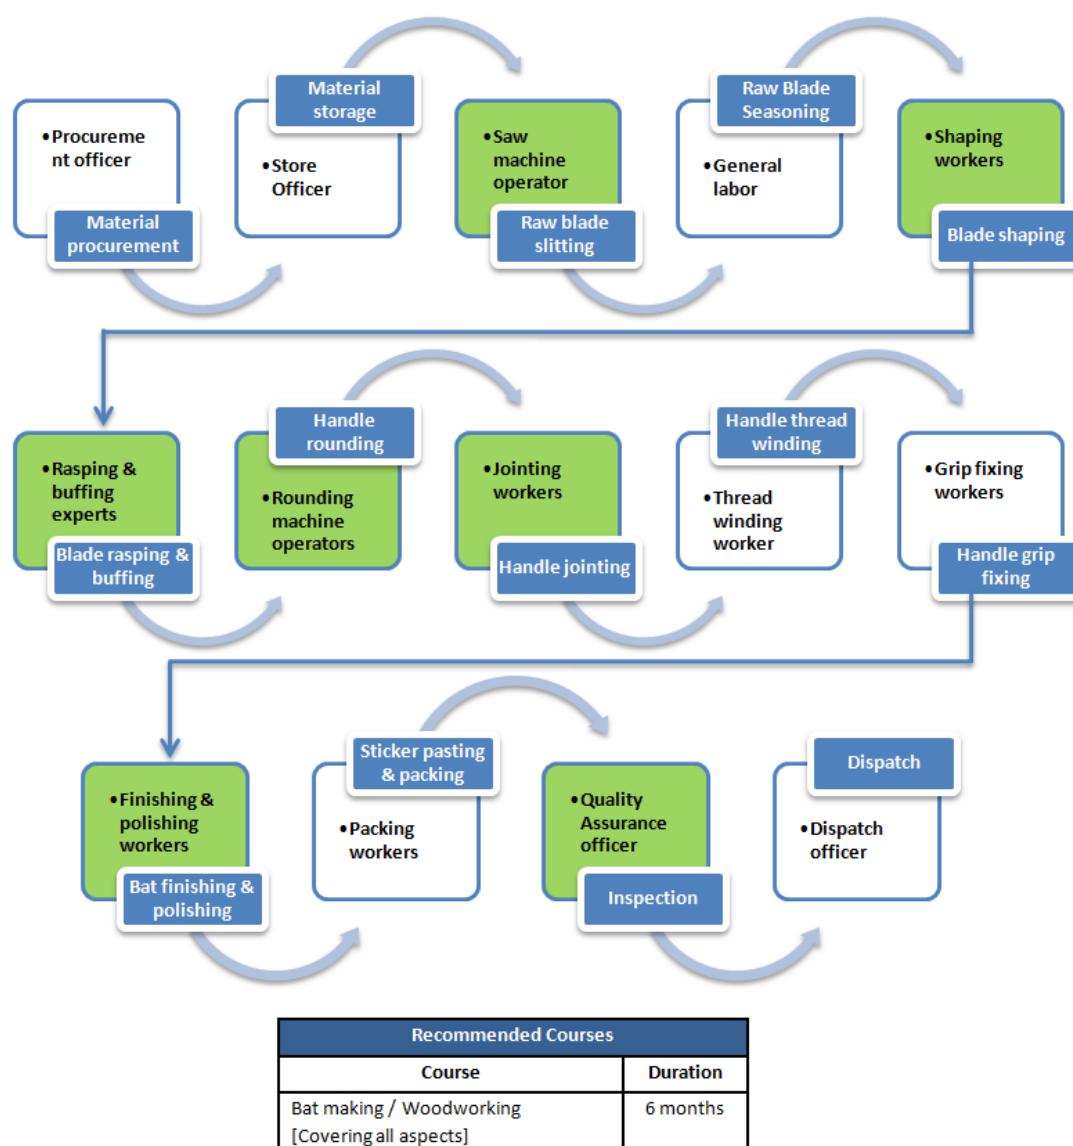 •Procureme
nt officer
Material
procurement
Material
storage
•Store
Officer
•Saw
machine
operator
Raw blade
slitting
Raw Blade
Seasoning
•General
labor
•Shaping
workers
Blade shaping
•Rasping &
buffing
experts
Blade rasping &
buffing
Handle
rounding
•Rounding
machine
operators
•Jointing
workers
Handle jointing
Handle thread
winding
•Thread
winding
worker
•Grip fixing
workers
Handle grip
fixing
•Finishing &
polishing
workers
Bat finishing &
polishing
Sticker pasting
& packing
•Packing
workers
•Quality
Assurance
officer
Inspection
Dispatch
•Dispatch
officer
Recommended Courses
Course Duration
Bat making / Woodworking 6 months
[Covering all aspects]